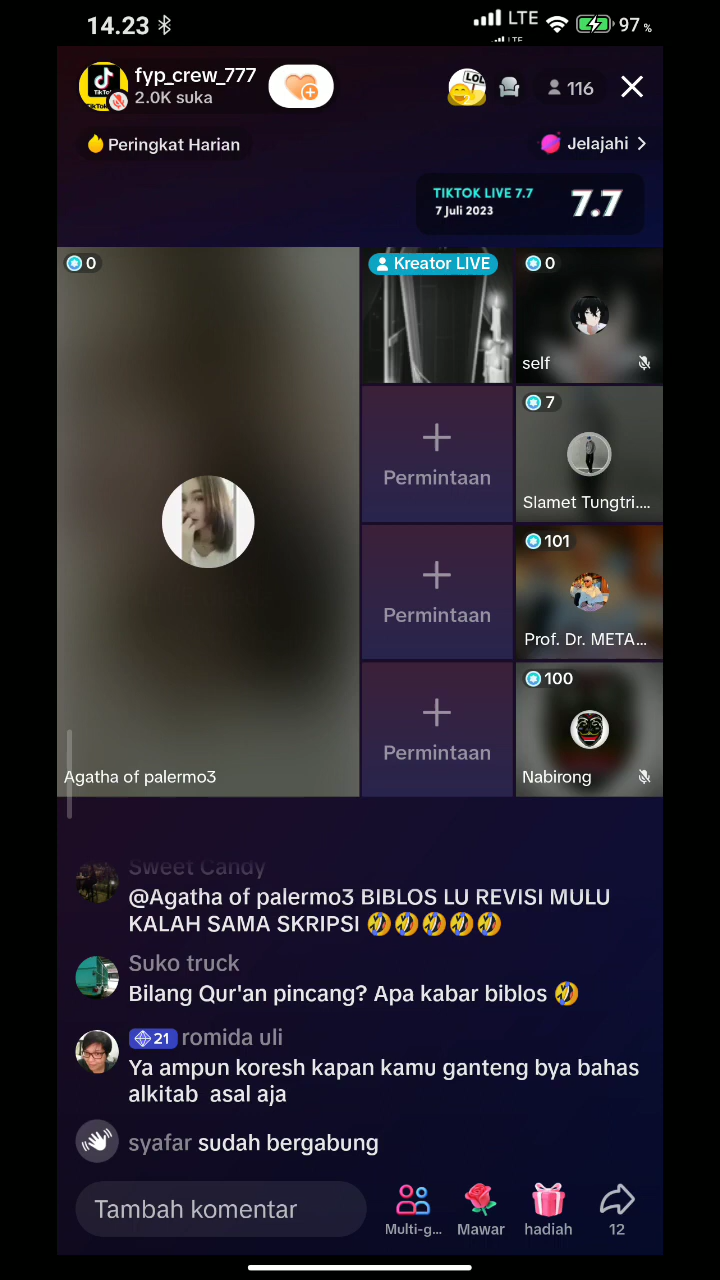 14.23
LTE
97 %
LTE
fyp_crew_777
2.0K suka
LOL
116
Peringkat Harian
Jelajahi
TIKTOK LIVE 7.7
7 Juli 2023
7.7
0
Kreator LIVE
0
self
Permintaan
7
Slamet Tungtri....
Permintaan
101
Prof. Dr. META...
Permintaan
100
Nabirong
Agatha of palermo3
Sweet Candy
@Agatha of palermo3 BIBLOS LU REVISI MULU
KALAH SAMA SKRIPSI 🤣🤣🤣🤣🤣
Suko truck
Bilang Qur'an pincang? Apa kabar biblos 🤣
21 romida uli
Ya ampun koresh kapan kamu ganteng bya bahas
alkitab asal aja
syafar sudah bergabung
Tambah komentar
Multi-g...
Mawar
hadiah
12